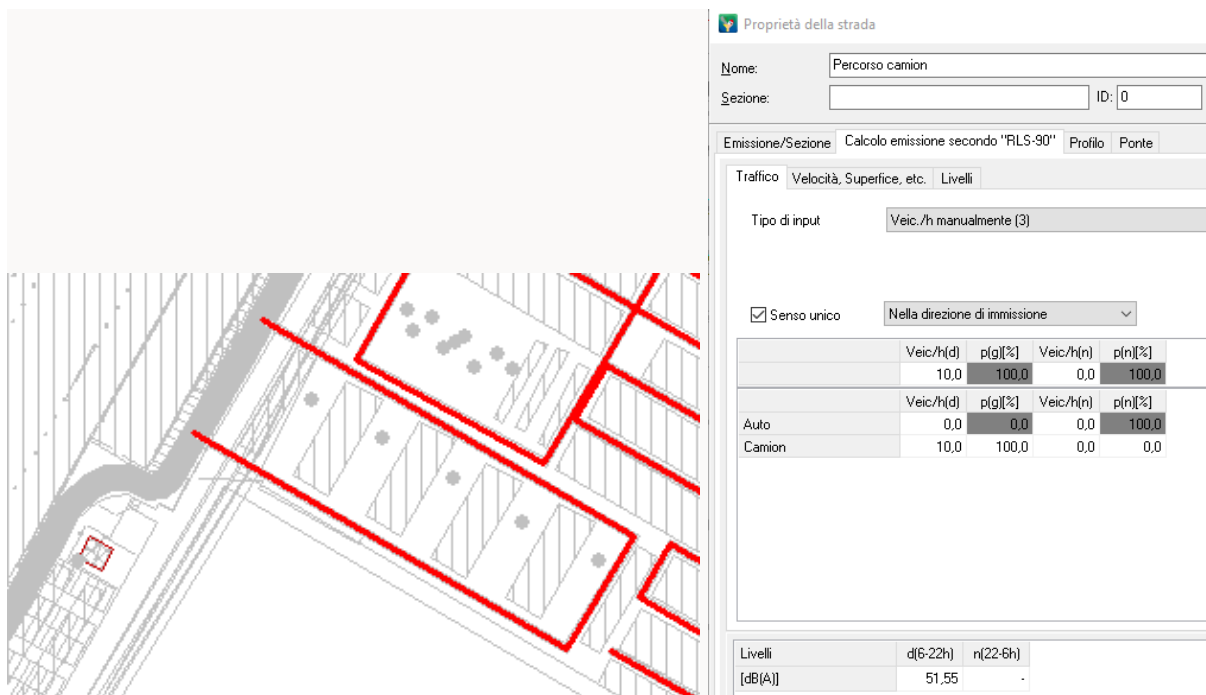 Proprietà della strada
Nome: Percorso camion
Sezione: ID: 0
Emissione/Sezione Calcolo emissione secondo "RLS-90" Profilo Ponte
Traffico Velocità, Superfice, etc. Livelli
Tipo di input Veic./h manualmente (3)
Senso unico Nella direzione di immissione
Veic/h(d) p(g)[%] Veic/h(n) p(n)[%]
10,0 100,0 0,0 100,0
Veic/h(d) p(g)[%] Veic/h(n) p(n)[%]
Auto 0,0 0,0 0,0 100,0
Camion 10,0 100,0 0,0 0,0
Livelli d(6-22h) n(22-6h)
[dB(A)] 51,55 -